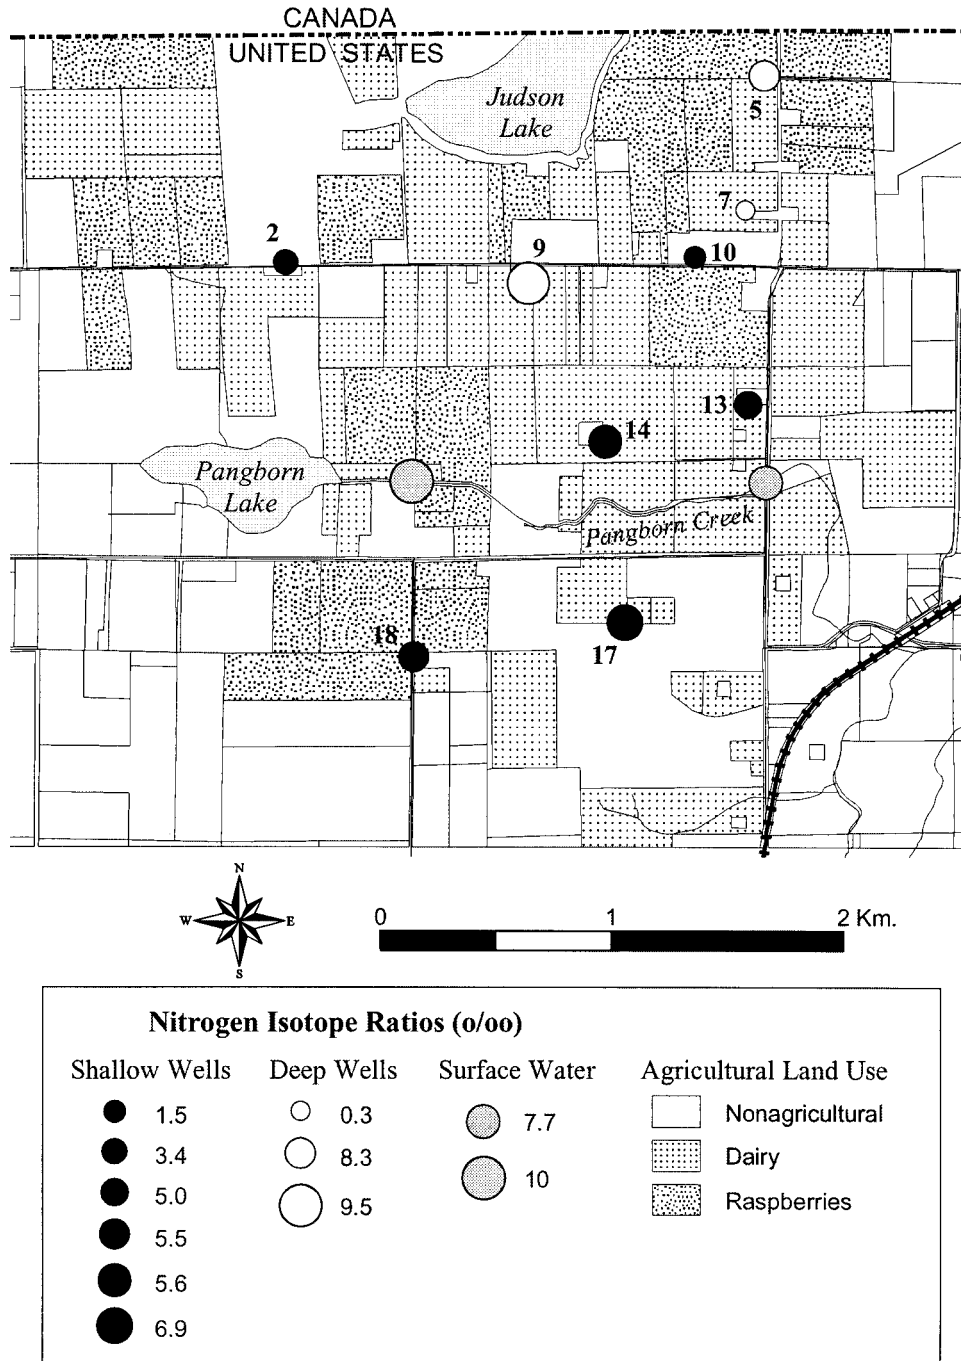 CANADA
UNITED STATES
Judson
Lake
5
7
2
9
10
13
14
Pangborn
Lake
Pangborn Creek
18
17
N
W
E
S
0
1
2 Km.
Nitrogen Isotope Ratios (o/oo)
Shallow Wells
Deep Wells
Surface Water
Agricultural Land Use
1.5
0.3
7.7
Nonagricultural
3.4
8.3
10
Dairy
5.0
9.5
Raspberries
5.5
5.6
6.9